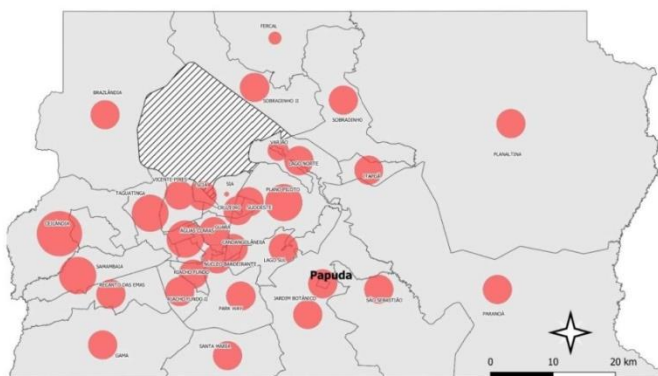 FERCAL
BRAZLÂNDIA
SOBRADINHO II
SOBRADINHO
PLANALTINA
VARJÃO
LAGO NORTE
ITAPOÃ
VICENTE PIRES
SIA
TAGUATINGA
PLANO PILOTO
CRUZEIRO
SUDOESTE
CEILÂNDIA
GUARÁ
ÁGUAS CLARAS
CANDANGOLÂNDIA
NÚCLEO BANDEIRANTE
LAGO SUL
SAMAMBAIA
RIACHO FUNDO
Papuda
RECANTO DAS EMAS
RIACHO FUNDO II
PARK WAY
JARDIM BOTÂNICO
SÃO SEBASTIÃO
PARANOÁ
GAMA
SANTA MARIA
0 10 20 km